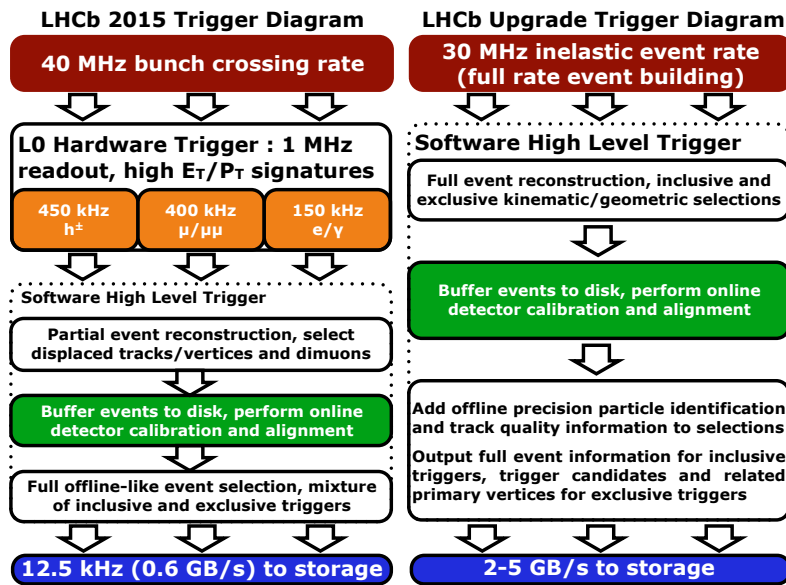 LHCb 2015 Trigger Diagram
40 MHz bunch crossing rate
L0 Hardware Trigger : 1 MHz
readout, high E_T/P_T signatures
450 kHz
h±
400 kHz
μ/μμ
150 kHz
e/γ
Software High Level Trigger
Partial event reconstruction, select
displaced tracks/vertices and dimuons
Buffer events to disk, perform online
detector calibration and alignment
Full offline-like event selection, mixture
of inclusive and exclusive triggers
12.5 kHz (0.6 GB/s) to storage
LHCb Upgrade Trigger Diagram
30 MHz inelastic event rate
(full rate event building)
Software High Level Trigger
Full event reconstruction, inclusive and
exclusive kinematic/geometric selections
Buffer events to disk, perform online
detector calibration and alignment
Add offline precision particle identification
and track quality information to selections
Output full event information for inclusive
triggers, trigger candidates and related
primary vertices for exclusive triggers
2-5 GB/s to storage